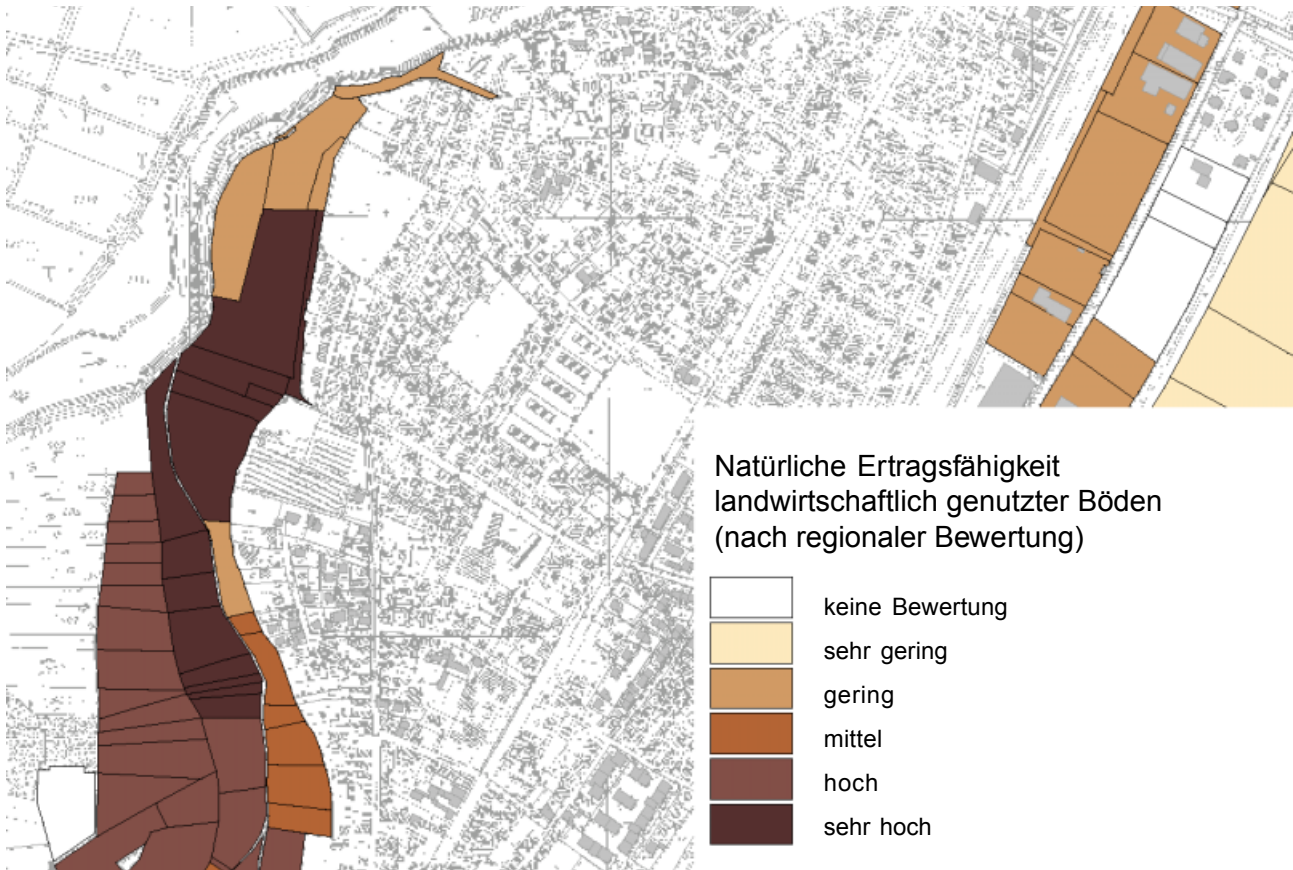 Natürliche Ertragsfähigkeit
landwirtschaftlich genutzter Böden
(nach regionaler Bewertung)
keine Bewertung
sehr gering
gering
mittel
hoch
sehr hoch